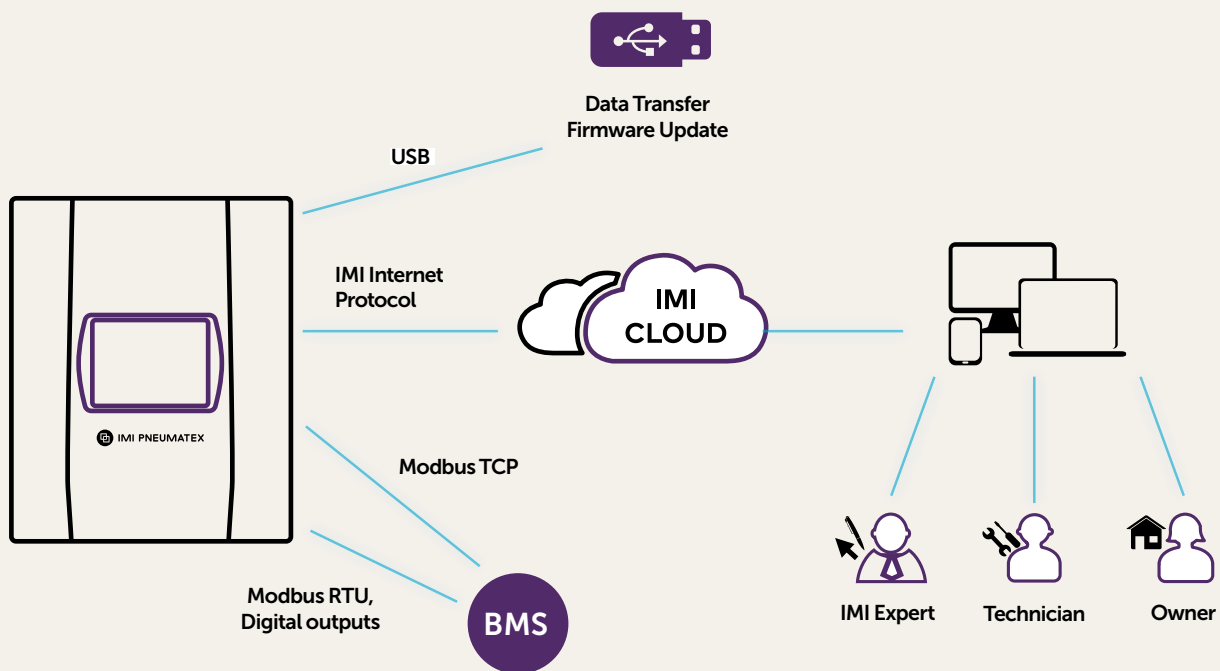 Data Transfer
Firmware Update
USB
IMI Internet
Protocol
IMI
CLOUD
IMI PNEUMATEX
Modbus TCP
Modbus RTU,
Digital outputs
BMS
IMI Expert
Technician
Owner